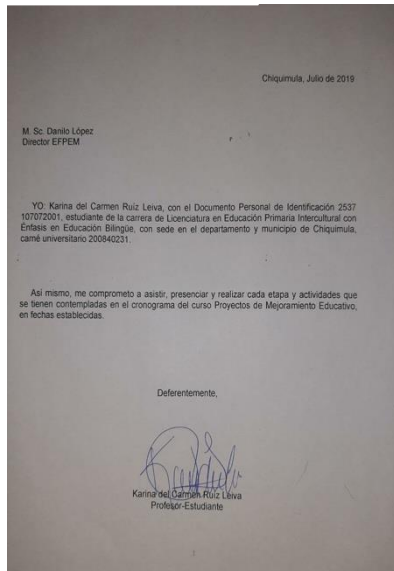 Chiquimula, Julio de 2019
M. Sc. Danilo López
Director EFPEM
YO: Karina del Carmen Ruiz Leiva, con el Documento Personal de Identificación 2537
107072001, estudiante de la carrera de Licenciatura en Educación Primaria Intercultural con
Énfasis en Educación Bilingüe, con sede en el departamento y municipio de Chiquimula,
carné universitario 200840231.
Así mismo, me comprometo a asistir, presenciar y realizar cada etapa y actividades que
se tienen contempladas en el cronograma del curso Proyectos de Mejoramiento Educativo,
en fechas establecidas.
Deferentemente,
Karina del Carmen Ruiz Leiva
Profesor-Estudiante